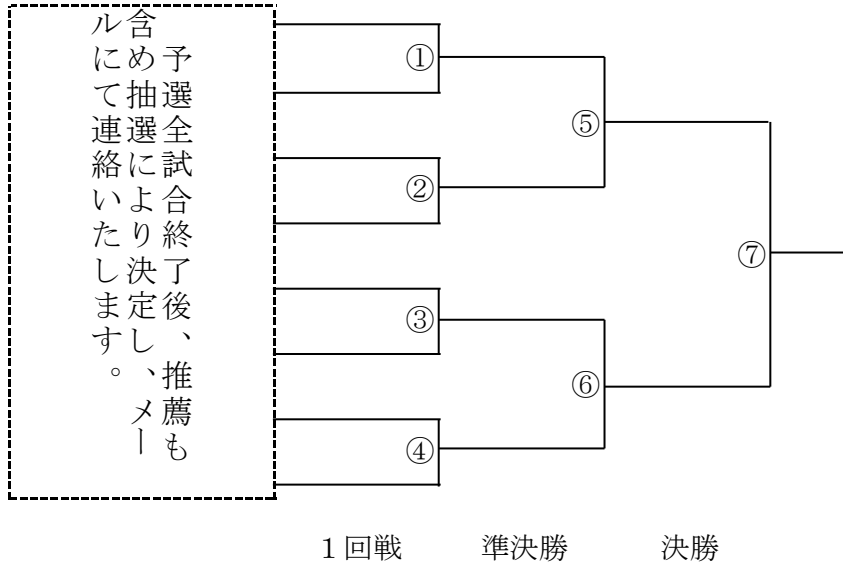 予選全試合終了後、推薦も
含め抽選により決定し、メー
ルにて連絡いたします。
①
②
③
④
⑤
⑥
⑦
１回戦　準決勝　決勝